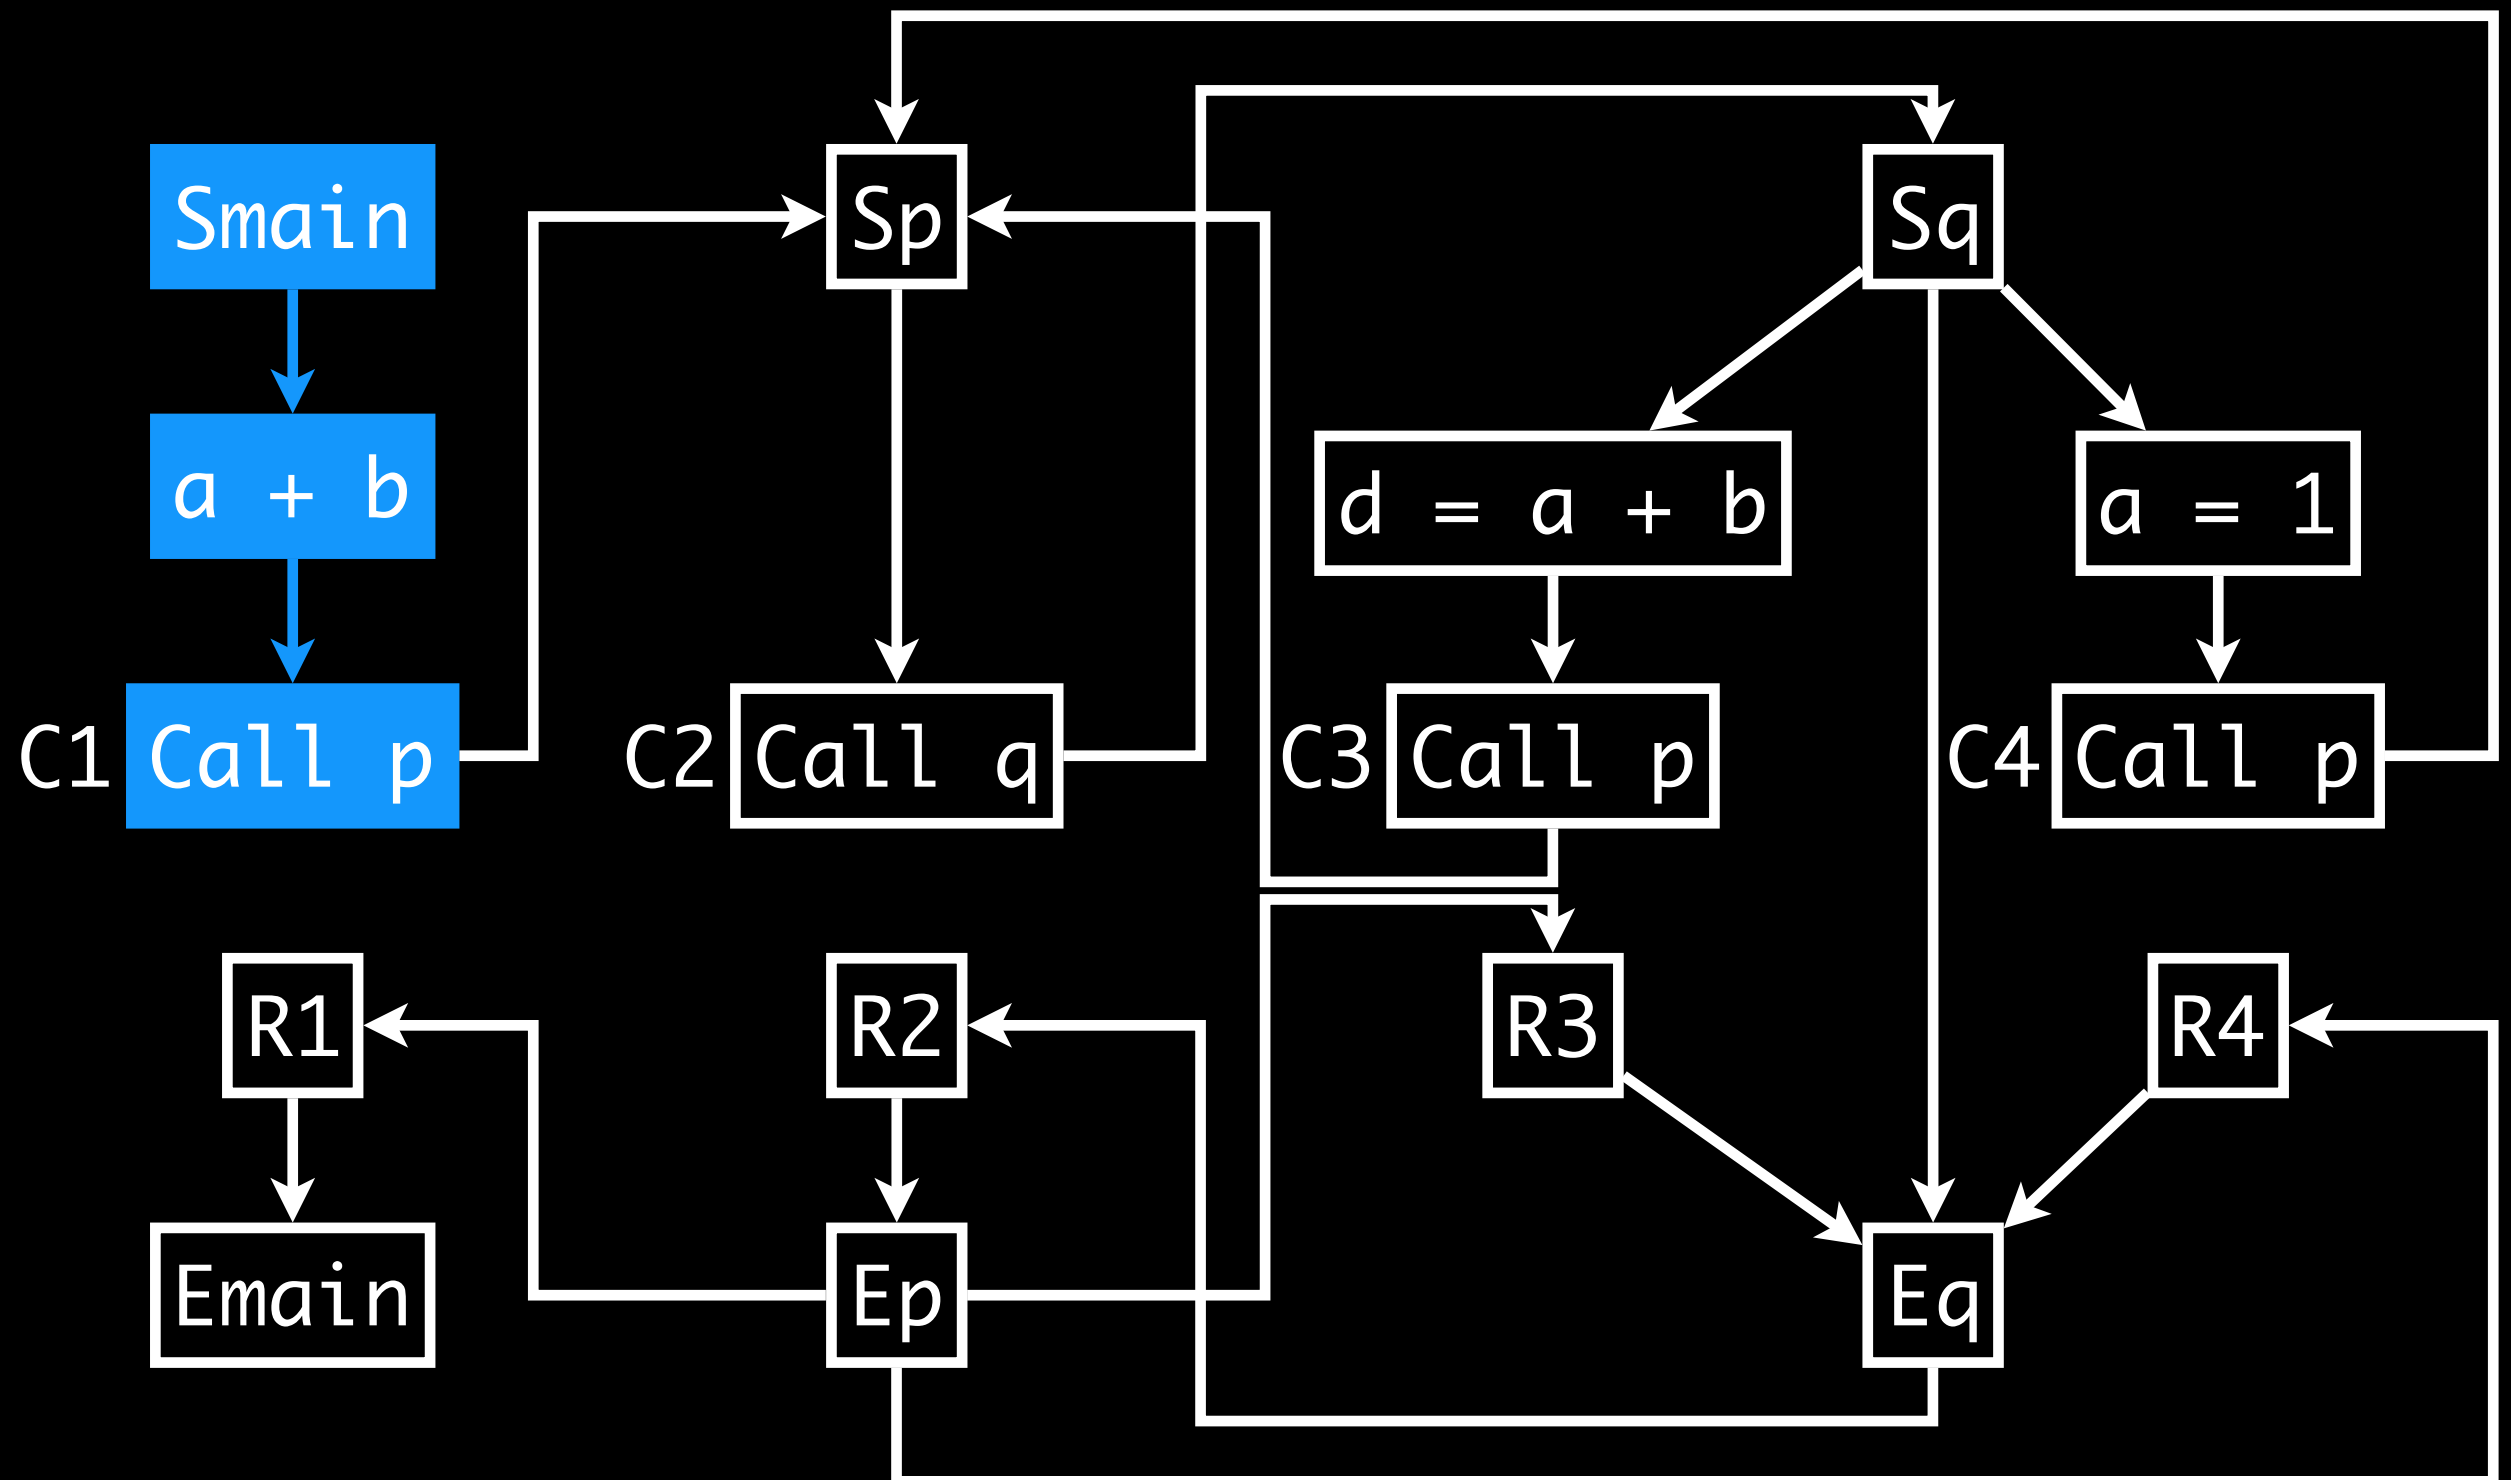 Smain
Sp
Sq
a + b
d = a + b
a = 1
C1 Call p
C2 Call q
C3 Call p
C4 Call p
R1
R2
R3
R4
Emain
Ep
Eq